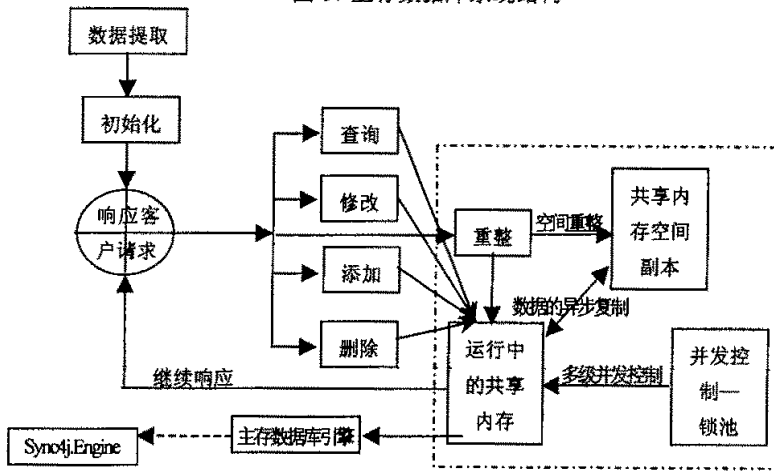 数据提取
初始化
响应客
户请求
查询
修改
添加
删除
重整
空间重整
共享内
存空间
副本
数据的异步复制
运行中
的共享
内存
多级并发控制
并发控
制—
锁池
继续响应
主存数据库引擎
Sync4j.Engine